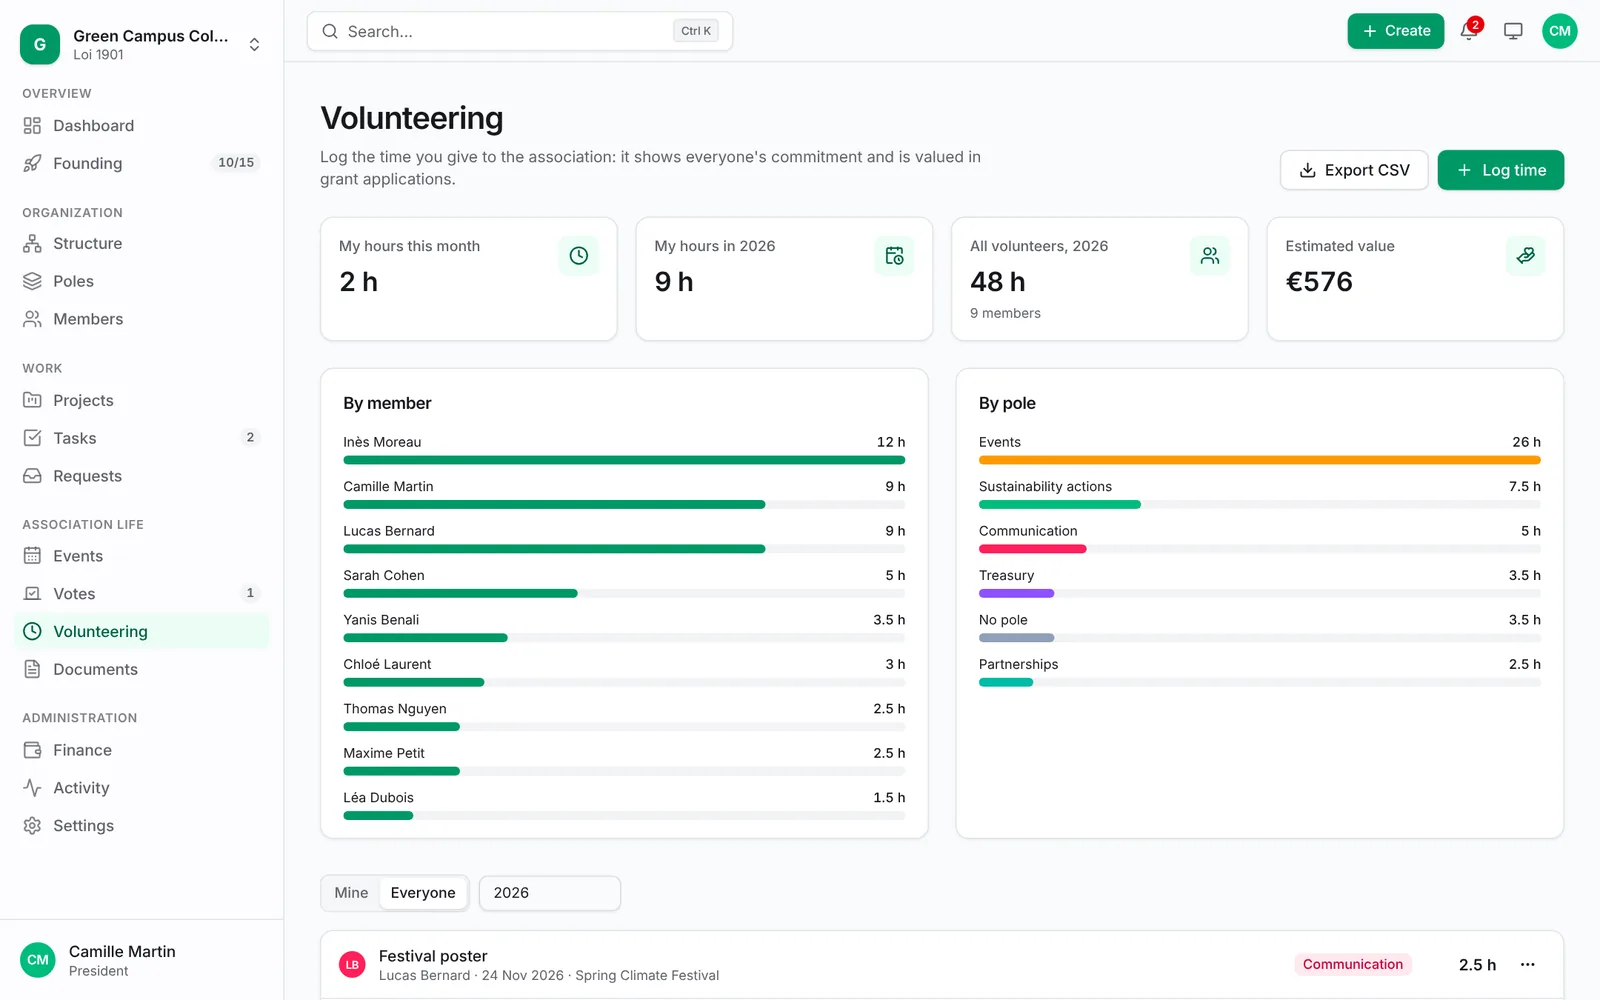 G
Green Campus Col...
Loi 1901
OVERVIEW
Dashboard
Founding
10/15
ORGANIZATION
Structure
Poles
Members
WORK
Projects
Tasks
2
Requests
ASSOCIATION LIFE
Events
Votes
1
Volunteering
Documents
ADMINISTRATION
Finance
Activity
Settings
CM
Camille Martin
President
Search...
Ctrl K
+ Create
2
CM
Volunteering
Log the time you give to the association: it shows everyone's commitment and is valued in
grant applications.
Export CSV
+ Log time
My hours this month
2 h
My hours in 2026
9 h
All volunteers, 2026
48 h
9 members
Estimated value
€576
By member
Inès Moreau
12 h
Camille Martin
9 h
Lucas Bernard
9 h
Sarah Cohen
5 h
Yanis Benali
3.5 h
Chloé Laurent
3 h
Thomas Nguyen
2.5 h
Maxime Petit
2.5 h
Léa Dubois
1.5 h
By pole
Events
26 h
Sustainability actions
7.5 h
Communication
5 h
Treasury
3.5 h
No pole
3.5 h
Partnerships
2.5 h
Mine
Everyone
2026
LB
Festival poster
Lucas Bernard · 24 Nov 2026 · Spring Climate Festival
Communication
2.5 h